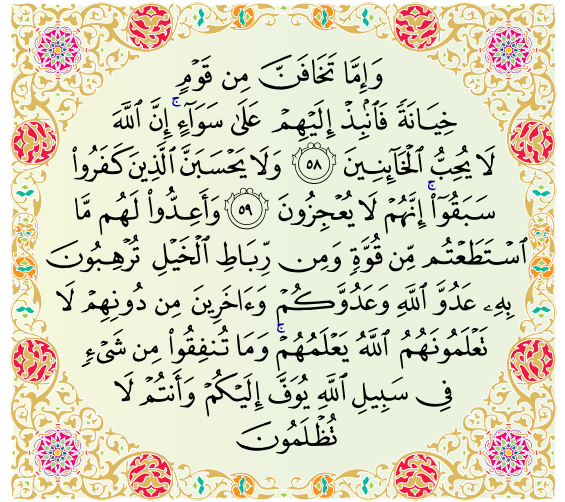 وَإِمَّا تَخَافَنَّ مِن قَوْمٍ
خِيَانَةً فَٱنۢبِذْ إِلَيْهِمْ عَلَىٰ سَوَآءٍ ۚ إِنَّ ٱللَّهَ
لَا يُحِبُّ ٱلْخَآئِنِينَ ٥٨ وَلَا يَحْسَبَنَّ ٱلَّذِينَ كَفَرُوا۟
سَبَقُوٓا۟ ۚ إِنَّهُمْ لَا يُعْجِزُونَ ٥٩ وَأَعِدُّوا۟ لَهُم مَّا
ٱسْتَطَعْتُم مِّن قُوَّةٍ وَمِن رِّبَاطِ ٱلْخَيْلِ تُرْهِبُونَ
بِهِۦ عَدُوَّ ٱللَّهِ وَعَدُوَّكُمْ وَءَاخَرِينَ مِن دُونِهِمْ لَا
تَعْلَمُونَهُمُ ٱللَّهُ يَعْلَمُهُمْ ۚ وَمَا تُنفِقُوا۟ مِن شَىْءٍ
فِى سَبِيلِ ٱللَّهِ يُوَفَّ إِلَيْكُمْ وَأَنتُمْ لَا
تُظْلَمُونَ